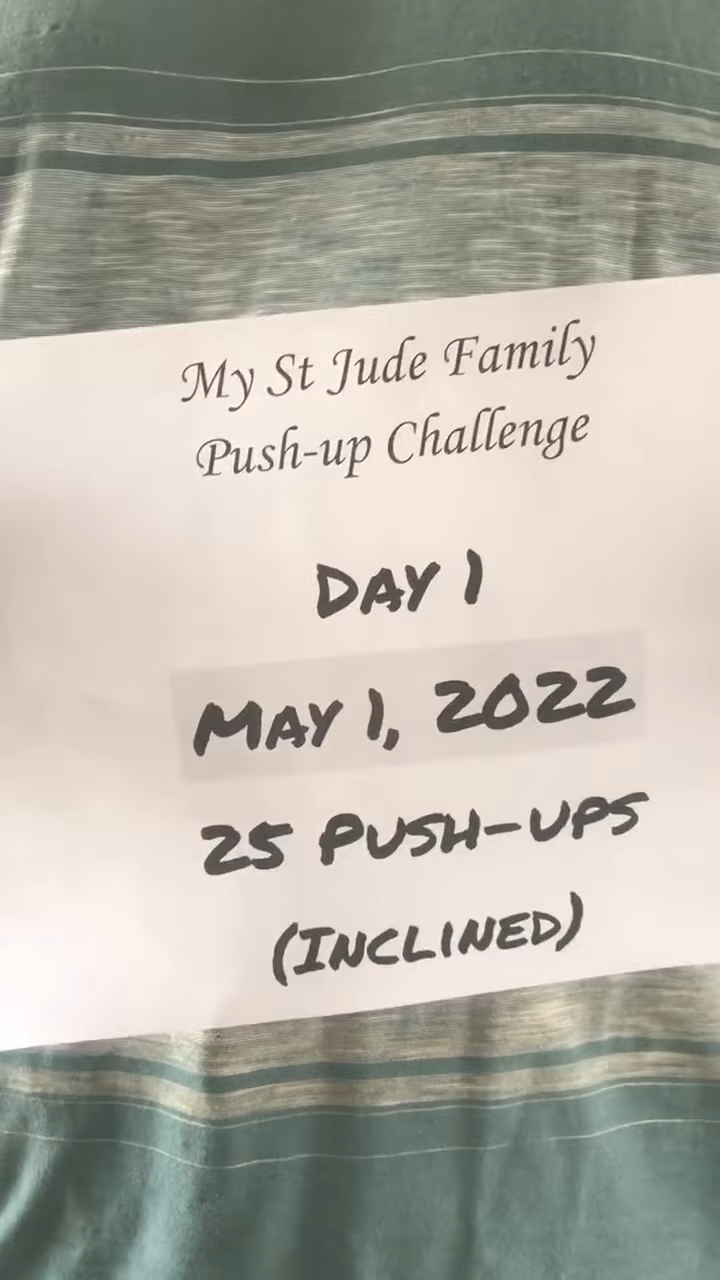 My St Jude Family
Push-up Challenge
DAY 1
MAY 1, 2022
25 PUSH-UPS
(INCLINED)